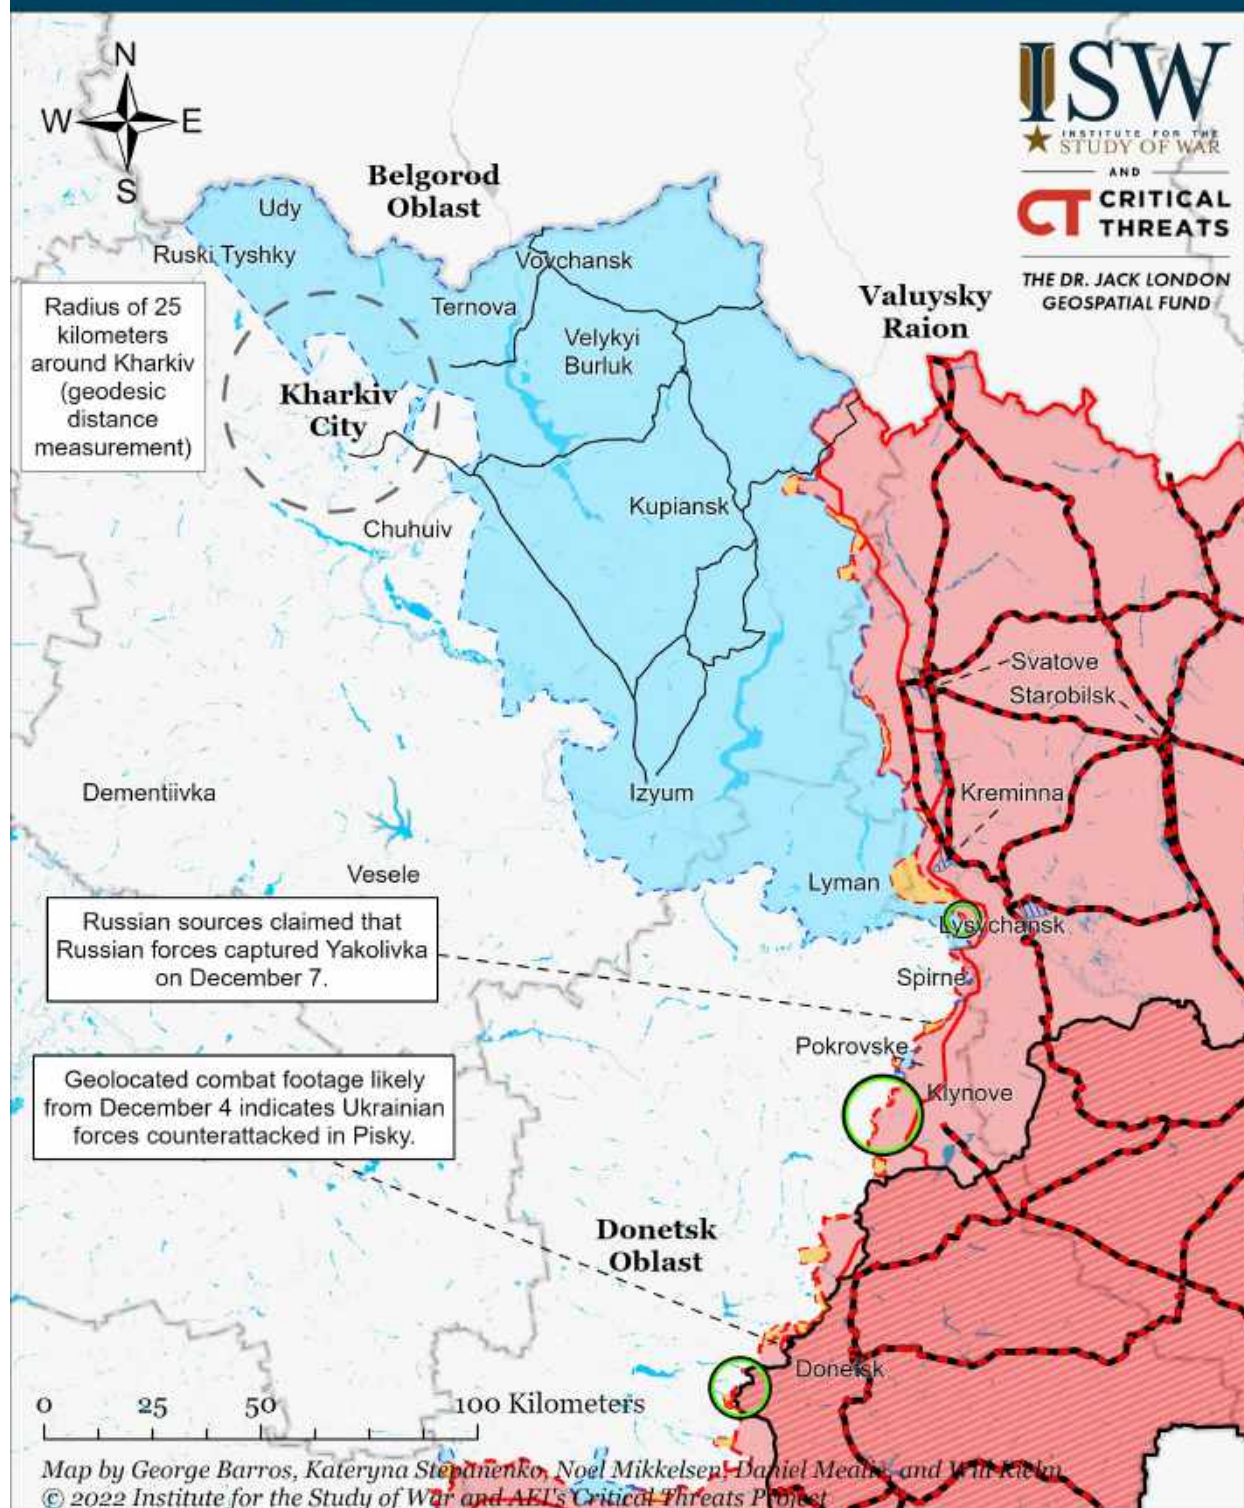 N
W E
S
ISW
INSTITUTE FOR THE
STUDY OF WAR
AND
CT CRITICAL
THREATS
THE DR. JACK LONDON
GEOSPATIAL FUND
Belgorod
Oblast
Udy
Ruski Tyshky
Vovchansk
Ternova
Valuysky
Raion
Radius of 25
kilometers
around Kharkiv
(geodesic
distance
measurement)
Velykyi
Burluk
Kharkiv
City
Kupiansk
Chuhuiv
Svatove
Starobilsk
Dementiivka
Izyum
Kreminna
Vesele
Lyman
Lysychansk
Russian sources claimed that
Russian forces captured Yakolivka
on December 7.
Spirne
Pokrovske
Klynove
Geolocated combat footage likely
from December 4 indicates Ukrainian
forces counterattacked in Pisky.
Donetsk
Oblast
Donetsk
0 25 50 100 Kilometers
Map by George Barros, Kateryna Stepanenko, Noel Mikkelsen, Daniel Mealie, and Will Kielm
© 2022 Institute for the Study of War and AEI's Critical Threats Project